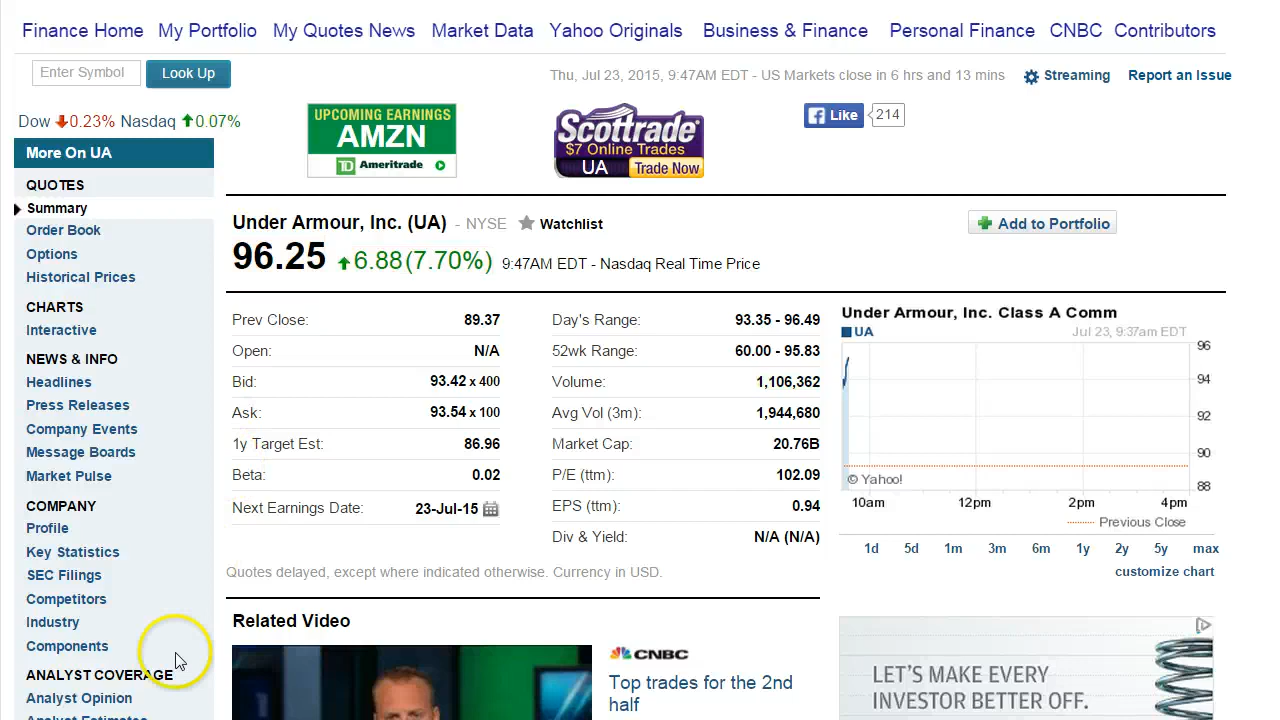 Finance Home My Portfolio My Quotes News Market Data Yahoo Originals Business & Finance Personal Finance CNBC Contributors
Enter Symbol Look Up Thu, Jul 23, 2015, 9:47AM EDT - US Markets close in 6 hrs and 13 mins Streaming Report an Issue
Dow 0.23% Nasdaq 0.07%
UPCOMING EARNINGS
AMZN
TD Ameritrade
Scottrade
$7 Online Trades
UA Trade Now
Like 214
More On UA
QUOTES
Summary
Order Book
Options
Historical Prices
CHARTS
Interactive
NEWS & INFO
Headlines
Press Releases
Company Events
Message Boards
Market Pulse
COMPANY
Profile
Key Statistics
SEC Filings
Competitors
Industry
Components
ANALYST COVERAGE
Analyst Opinion
Analyst Estimates
Under Armour, Inc. (UA) - NYSE Watchlist
Add to Portfolio
96.25 6.88(7.70%) 9:47AM EDT - Nasdaq Real Time Price
Prev Close: 89.37
Open: N/A
Bid: 93.42 x 400
Ask: 93.54 x 100
1y Target Est: 86.96
Beta: 0.02
Next Earnings Date: 23-Jul-15
Day's Range: 93.35 - 96.49
52wk Range: 60.00 - 95.83
Volume: 1,106,362
Avg Vol (3m): 1,944,680
Market Cap: 20.76B
P/E (ttm): 102.09
EPS (ttm): 0.94
Div & Yield: N/A (N/A)
Quotes delayed, except where indicated otherwise. Currency in USD.
Under Armour, Inc. Class A Comm
UA Jul 23, 9:37am EDT
96
94
92
90
88
© Yahoo!
10am 12pm 2pm 4pm
Previous Close
1d 5d 1m 3m 6m 1y 2y 5y max
customize chart
Related Video
CNBC
Top trades for the 2nd
half
LET'S MAKE EVERY
INVESTOR BETTER OFF.